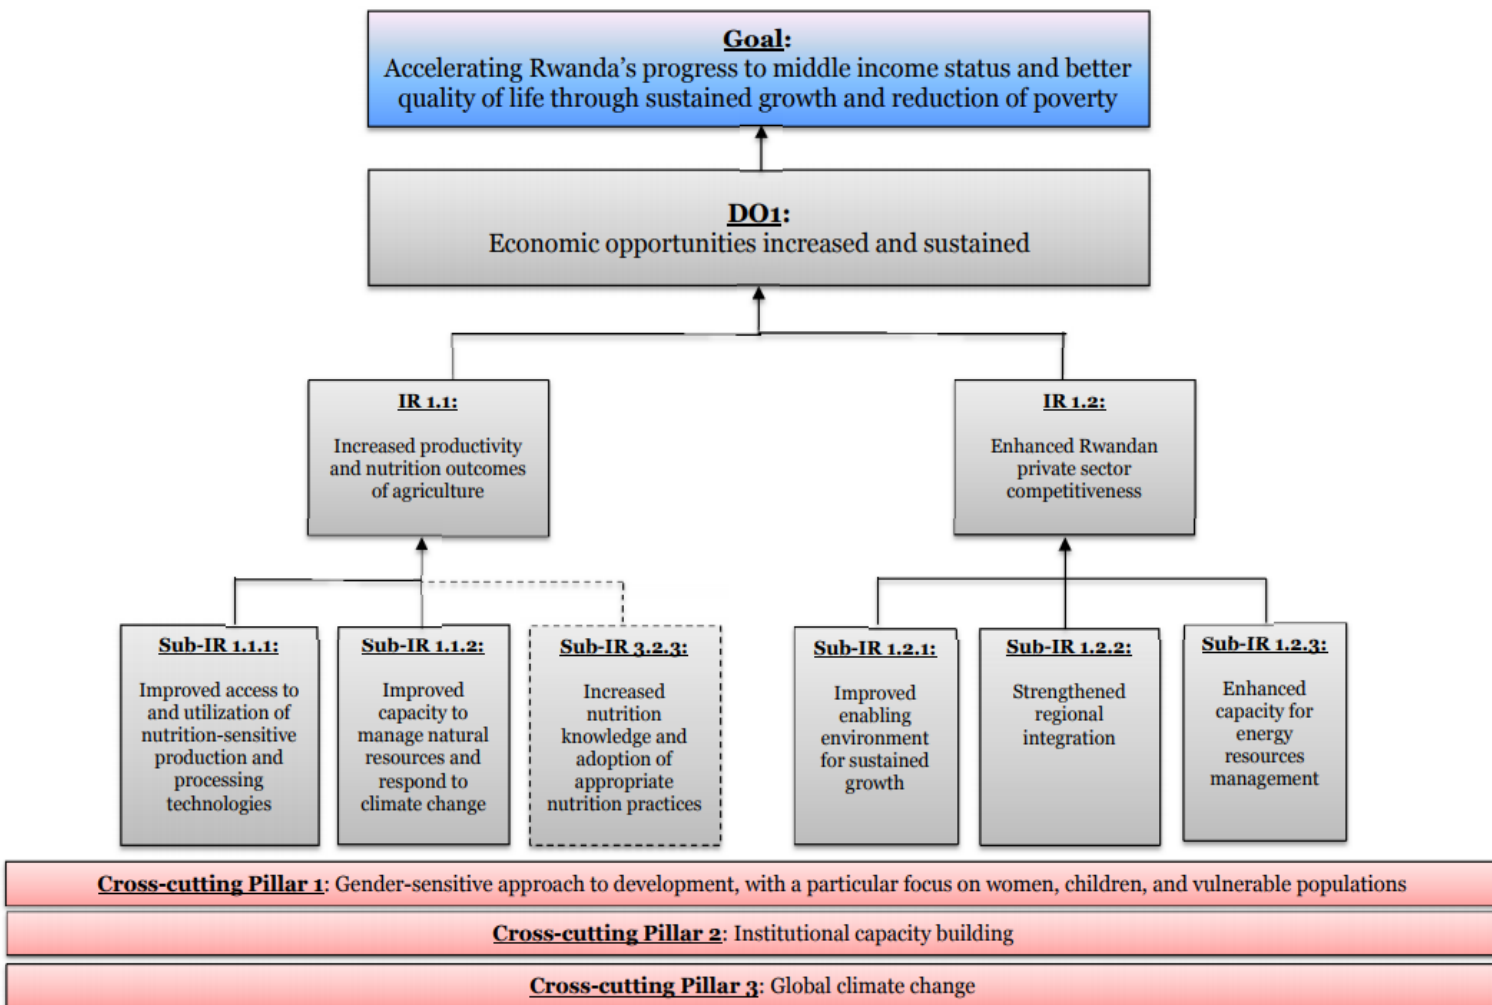 Goal:
Accelerating Rwanda's progress to middle income status and better
quality of life through sustained growth and reduction of poverty
DO1:
Economic opportunities increased and sustained
IR 1.1:
Increased productivity
and nutrition outcomes
of agriculture
IR 1.2:
Enhanced Rwandan
private sector
competitiveness
Sub-IR 1.1.1:
Improved access to
and utilization of
nutrition-sensitive
production and
processing
technologies
Sub-IR 1.1.2:
Improved
capacity to
manage natural
resources and
respond to
climate change
Sub-IR 3.2.3:
Increased
nutrition
knowledge and
adoption of
appropriate
nutrition practices
Sub-IR 1.2.1:
Improved
enabling
environment
for sustained
growth
Sub-IR 1.2.2:
Strengthened
regional
integration
Sub-IR 1.2.3:
Enhanced
capacity for
energy
resources
management
Cross-cutting Pillar 1: Gender-sensitive approach to development, with a particular focus on women, children, and vulnerable populations
Cross-cutting Pillar 2: Institutional capacity building
Cross-cutting Pillar 3: Global climate change